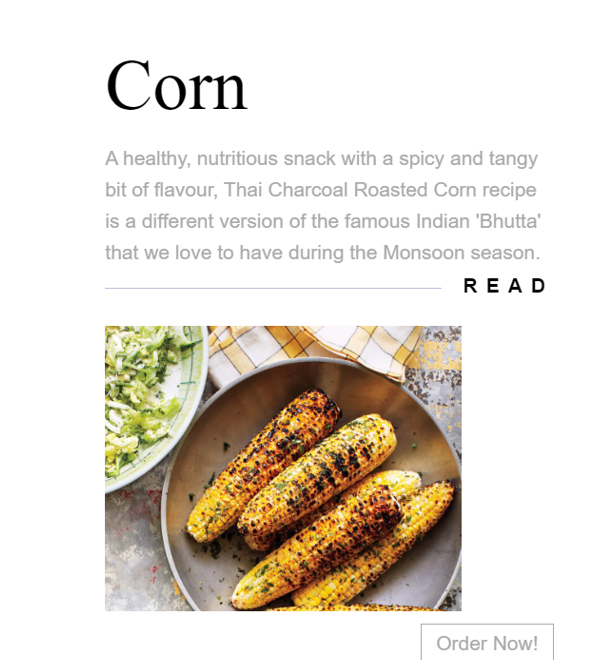 Corn
A healthy, nutritious snack with a spicy and tangy
bit of flavour, Thai Charcoal Roasted Corn recipe
is a different version of the famous Indian 'Bhutta'
that we love to have during the Monsoon season.
READ
Order Now!